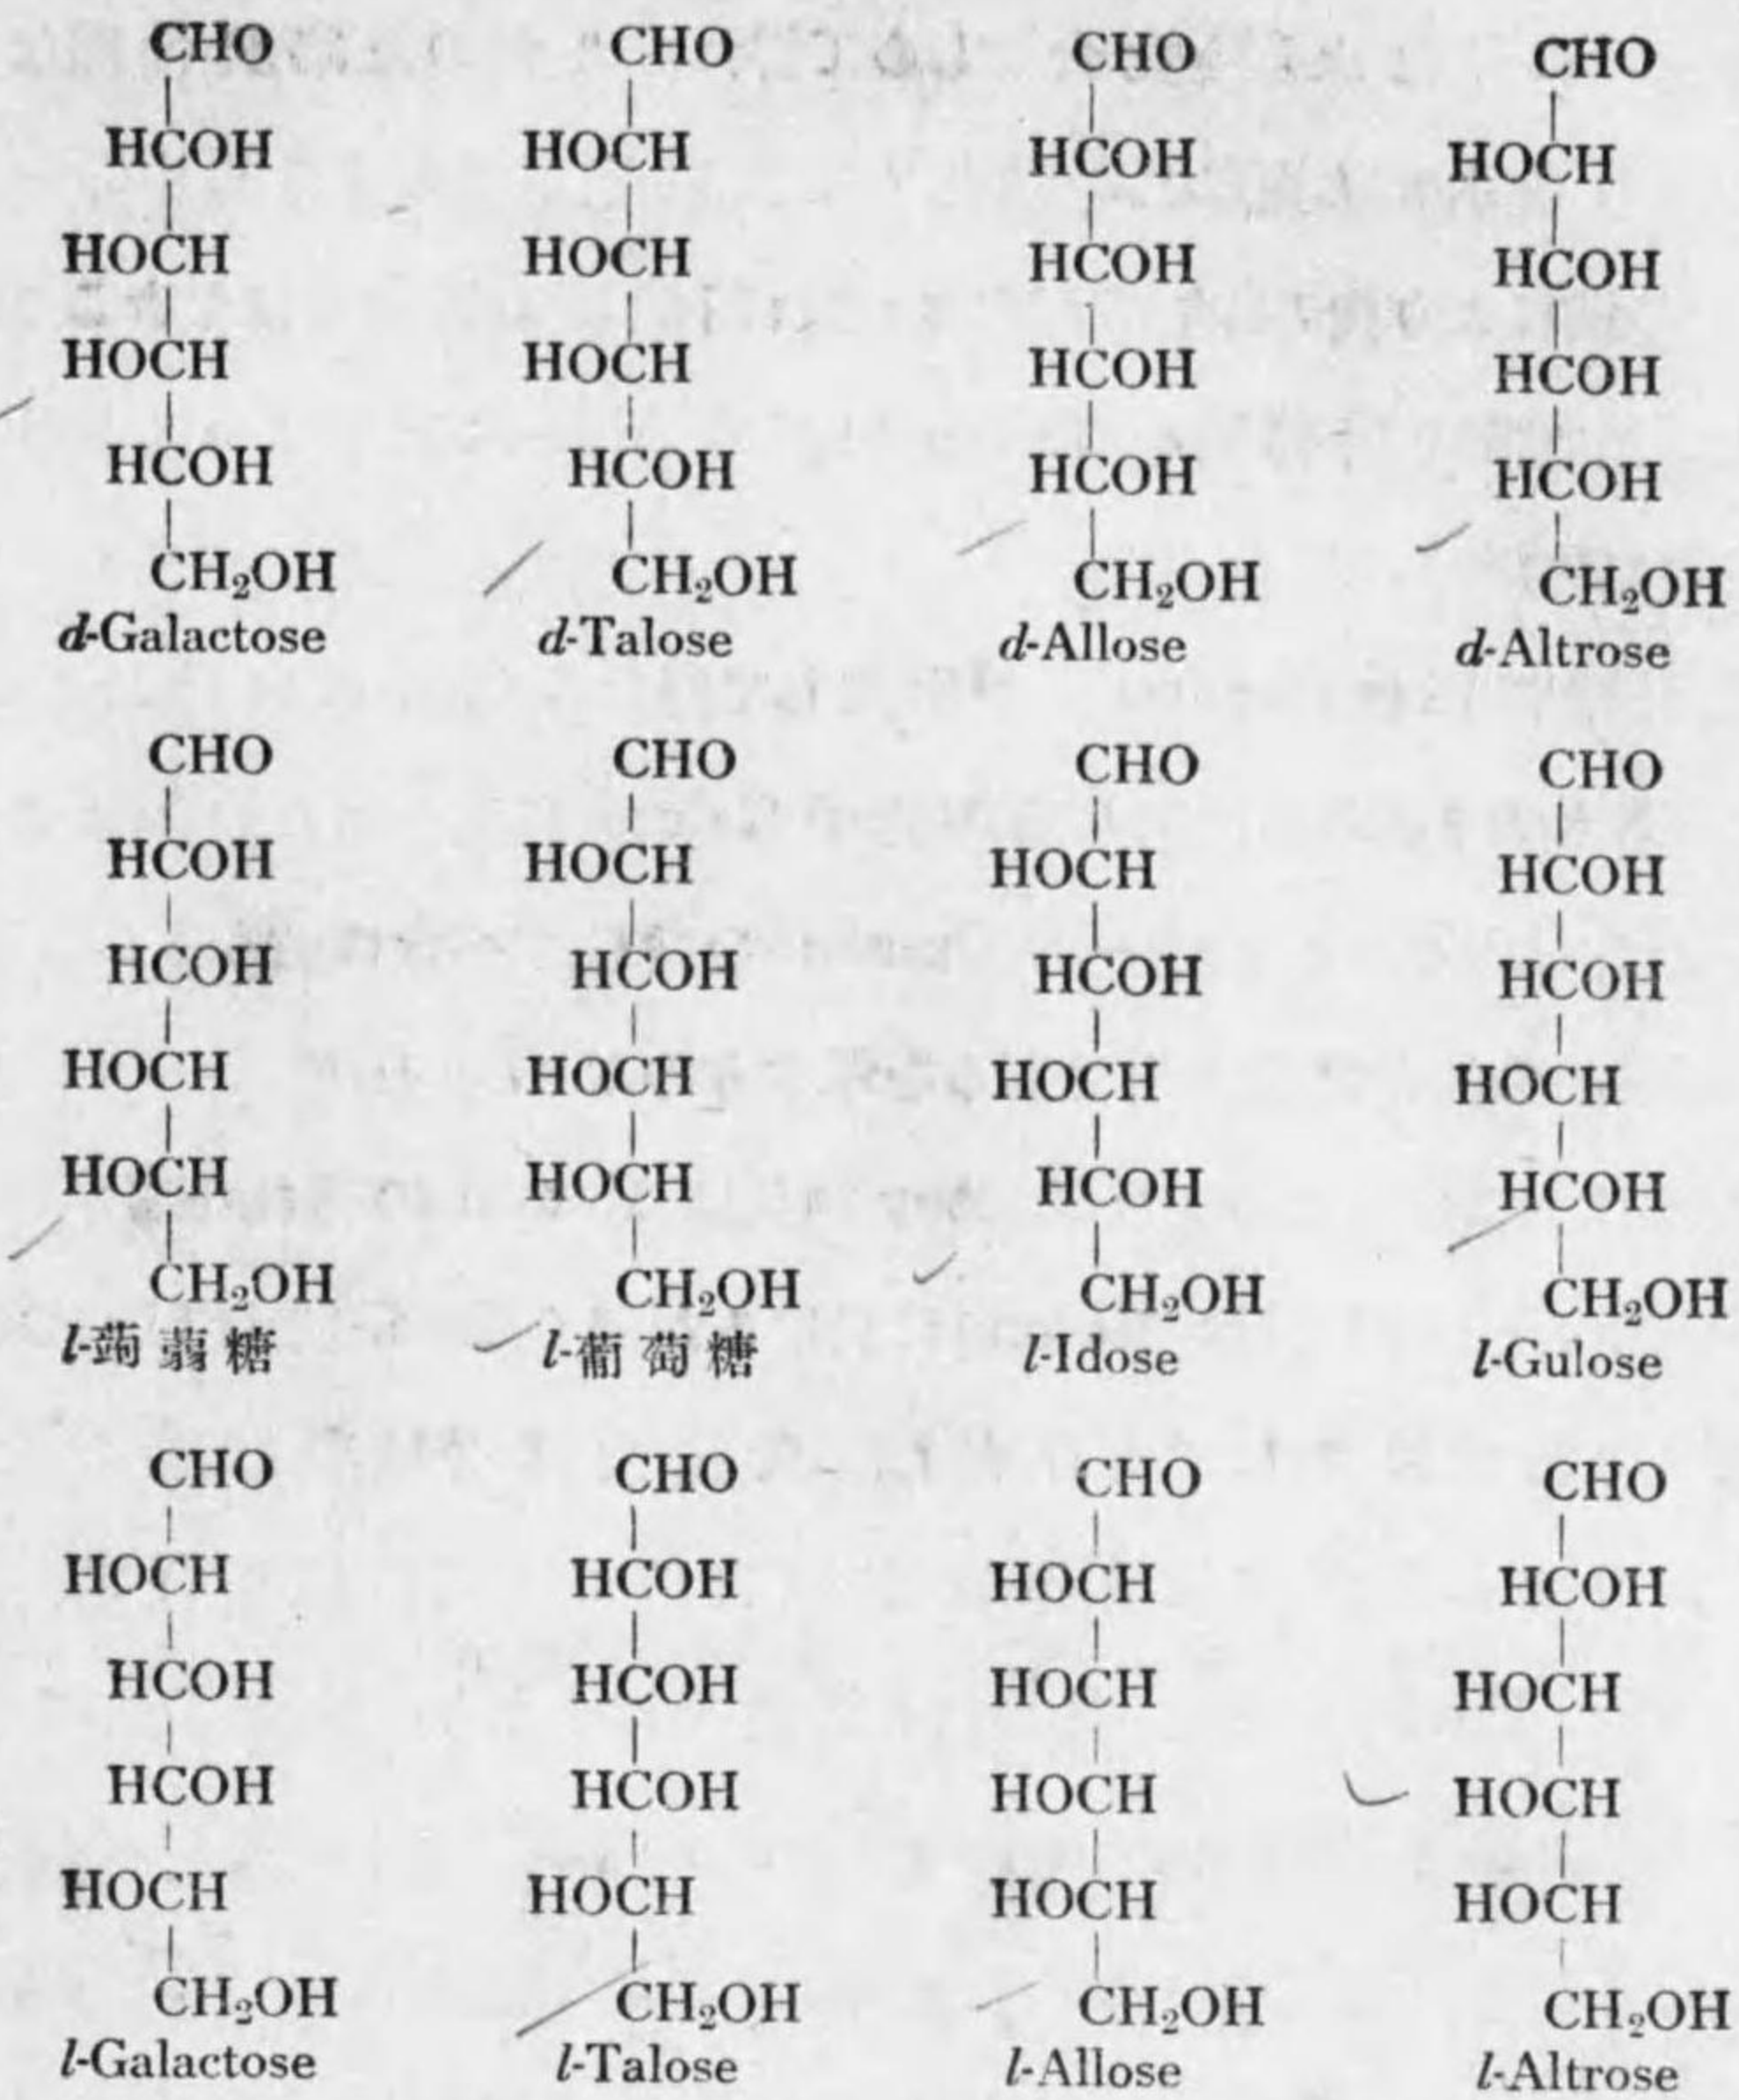 CHO CHO CHO CHO
HCOH HOCH HCOH HOCH
HOCH HOCH HCOH HCOH
HOCH HOCH HCOH HCOH
HCOH HCOH HCOH HCOH
CH₂OH CH₂OH CH₂OH CH₂OH
d-Galactose d-Talose d-Allose d-Altrose
CHO CHO CHO CHO
HCOH HOCH HOCH HCOH
HCOH HCOH HCOH HCOH
HOCH HOCH HOCH HOCH
HOCH HOCH HCOH HCOH
CH₂OH CH₂OH CH₂OH CH₂OH
l-蒟蒻糖 l-葡萄糖 l-Idose l-Gulose
CHO CHO CHO CHO
HOCH HCOH HOCH HCOH
HCOH HCOH HOCH HOCH
HCOH HCOH HOCH HOCH
HOCH HOCH HOCH HOCH
CH₂OH CH₂OH CH₂OH CH₂OH
l-Galactose l-Talose l-Allose l-Altrose